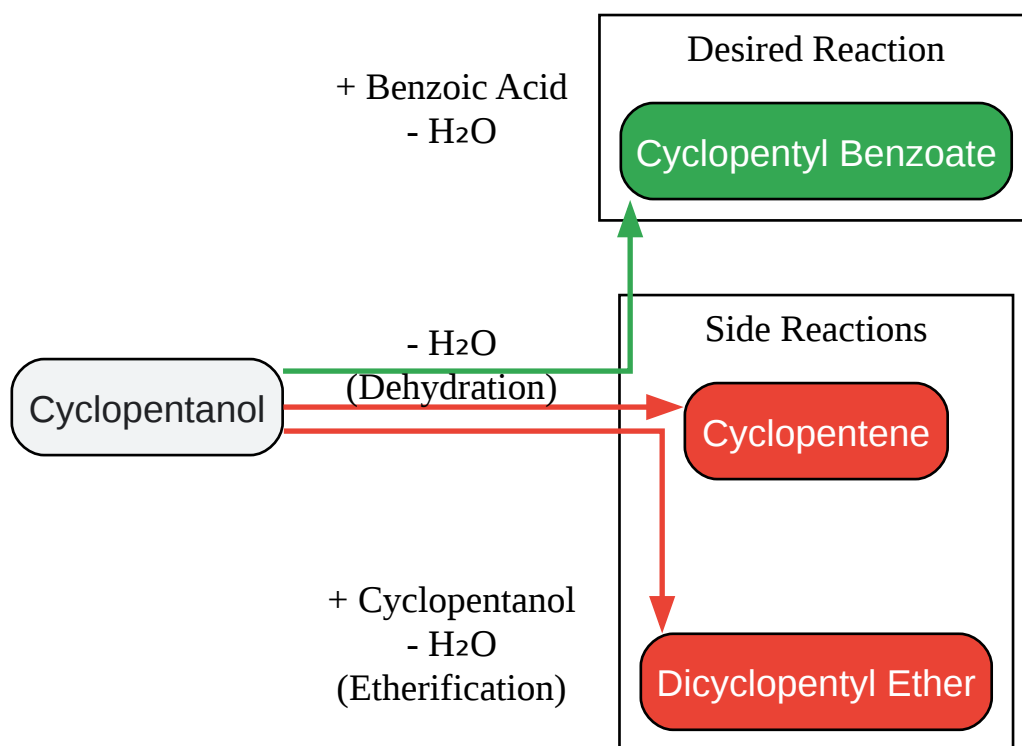 Desired Reaction
+ Benzoic Acid
- H₂O
Cyclopentyl Benzoate
Side Reactions
- H₂O
(Dehydration)
Cyclopentanol
Cyclopentene
+ Cyclopentanol
- H₂O
(Etherification)
Dicyclopentyl Ether